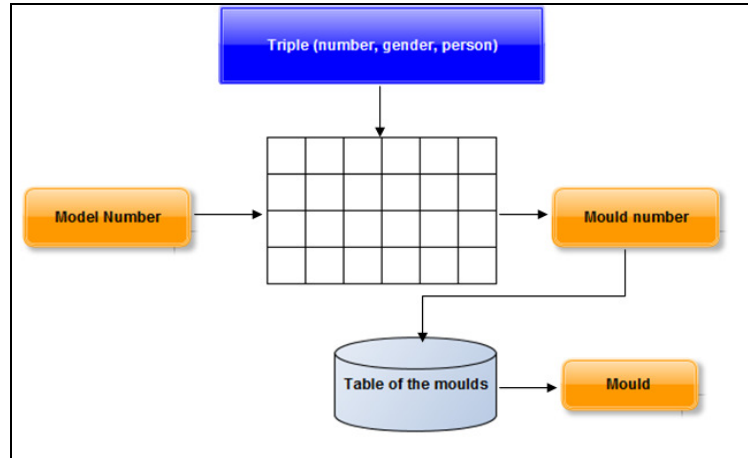 Triple (number, gender, person)
Model Number
Mould number
Table of the moulds
Mould